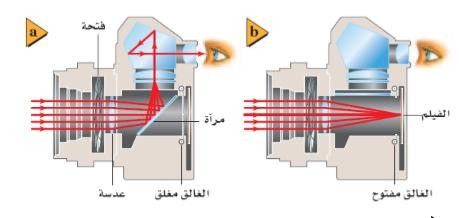 a
فتحة
مرآة
عدسة
الغالق مغلق
b
الفيلم
الغالق مفتوح